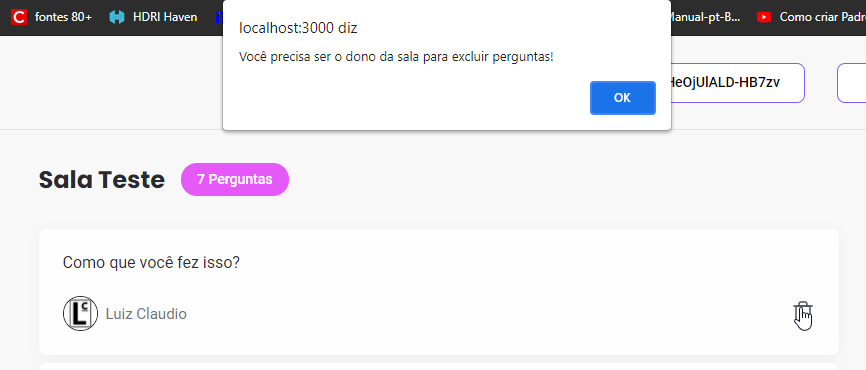 fontes 80+
HDRI Haven
Manual-pt-B...
Como criar Padrõ
localhost:3000 diz
Você precisa ser o dono da sala para excluir perguntas!
OK
HeOjUlALD-HB7zv
Sala Teste
7 Perguntas
Como que você fez isso?
Luiz Claudio